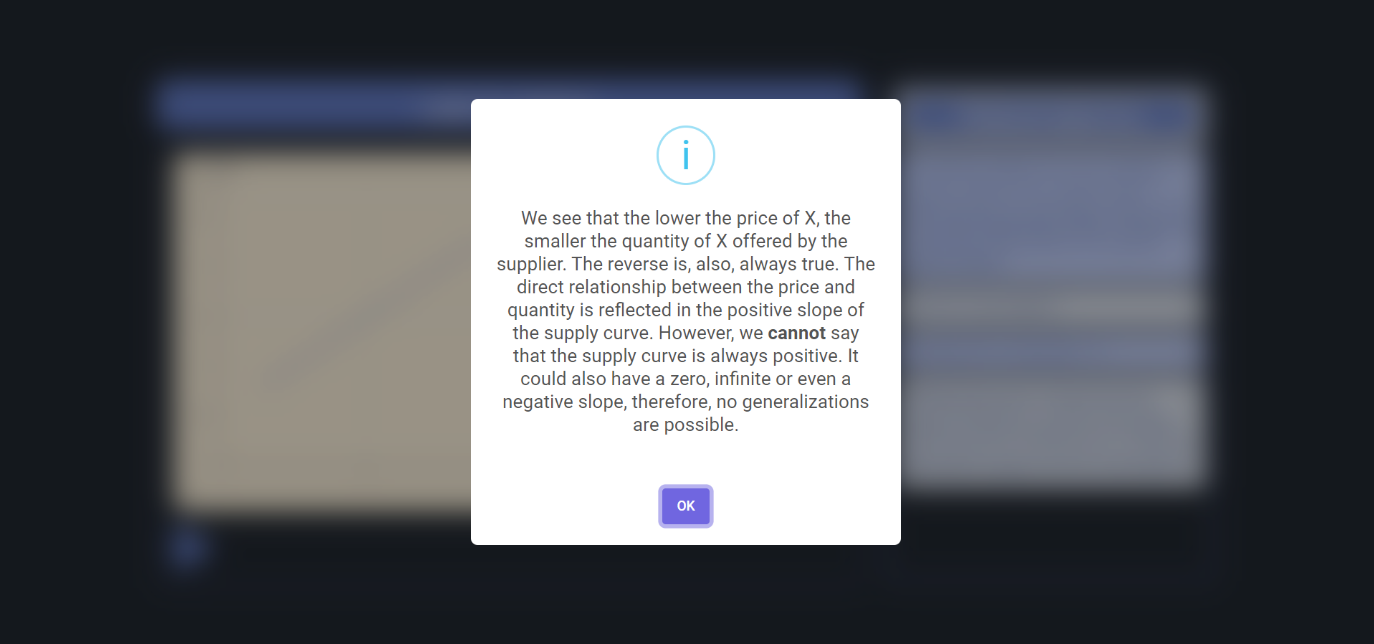 We see that the lower the price of X, the
smaller the quantity of X offered by the
supplier. The reverse is, also, always true. The
direct relationship between the price and
quantity is reflected in the positive slope of
the supply curve. However, we cannot say
that the supply curve is always positive. It
could also have a zero, infinite or even a
negative slope, therefore, no generalizations
are possible.
OK